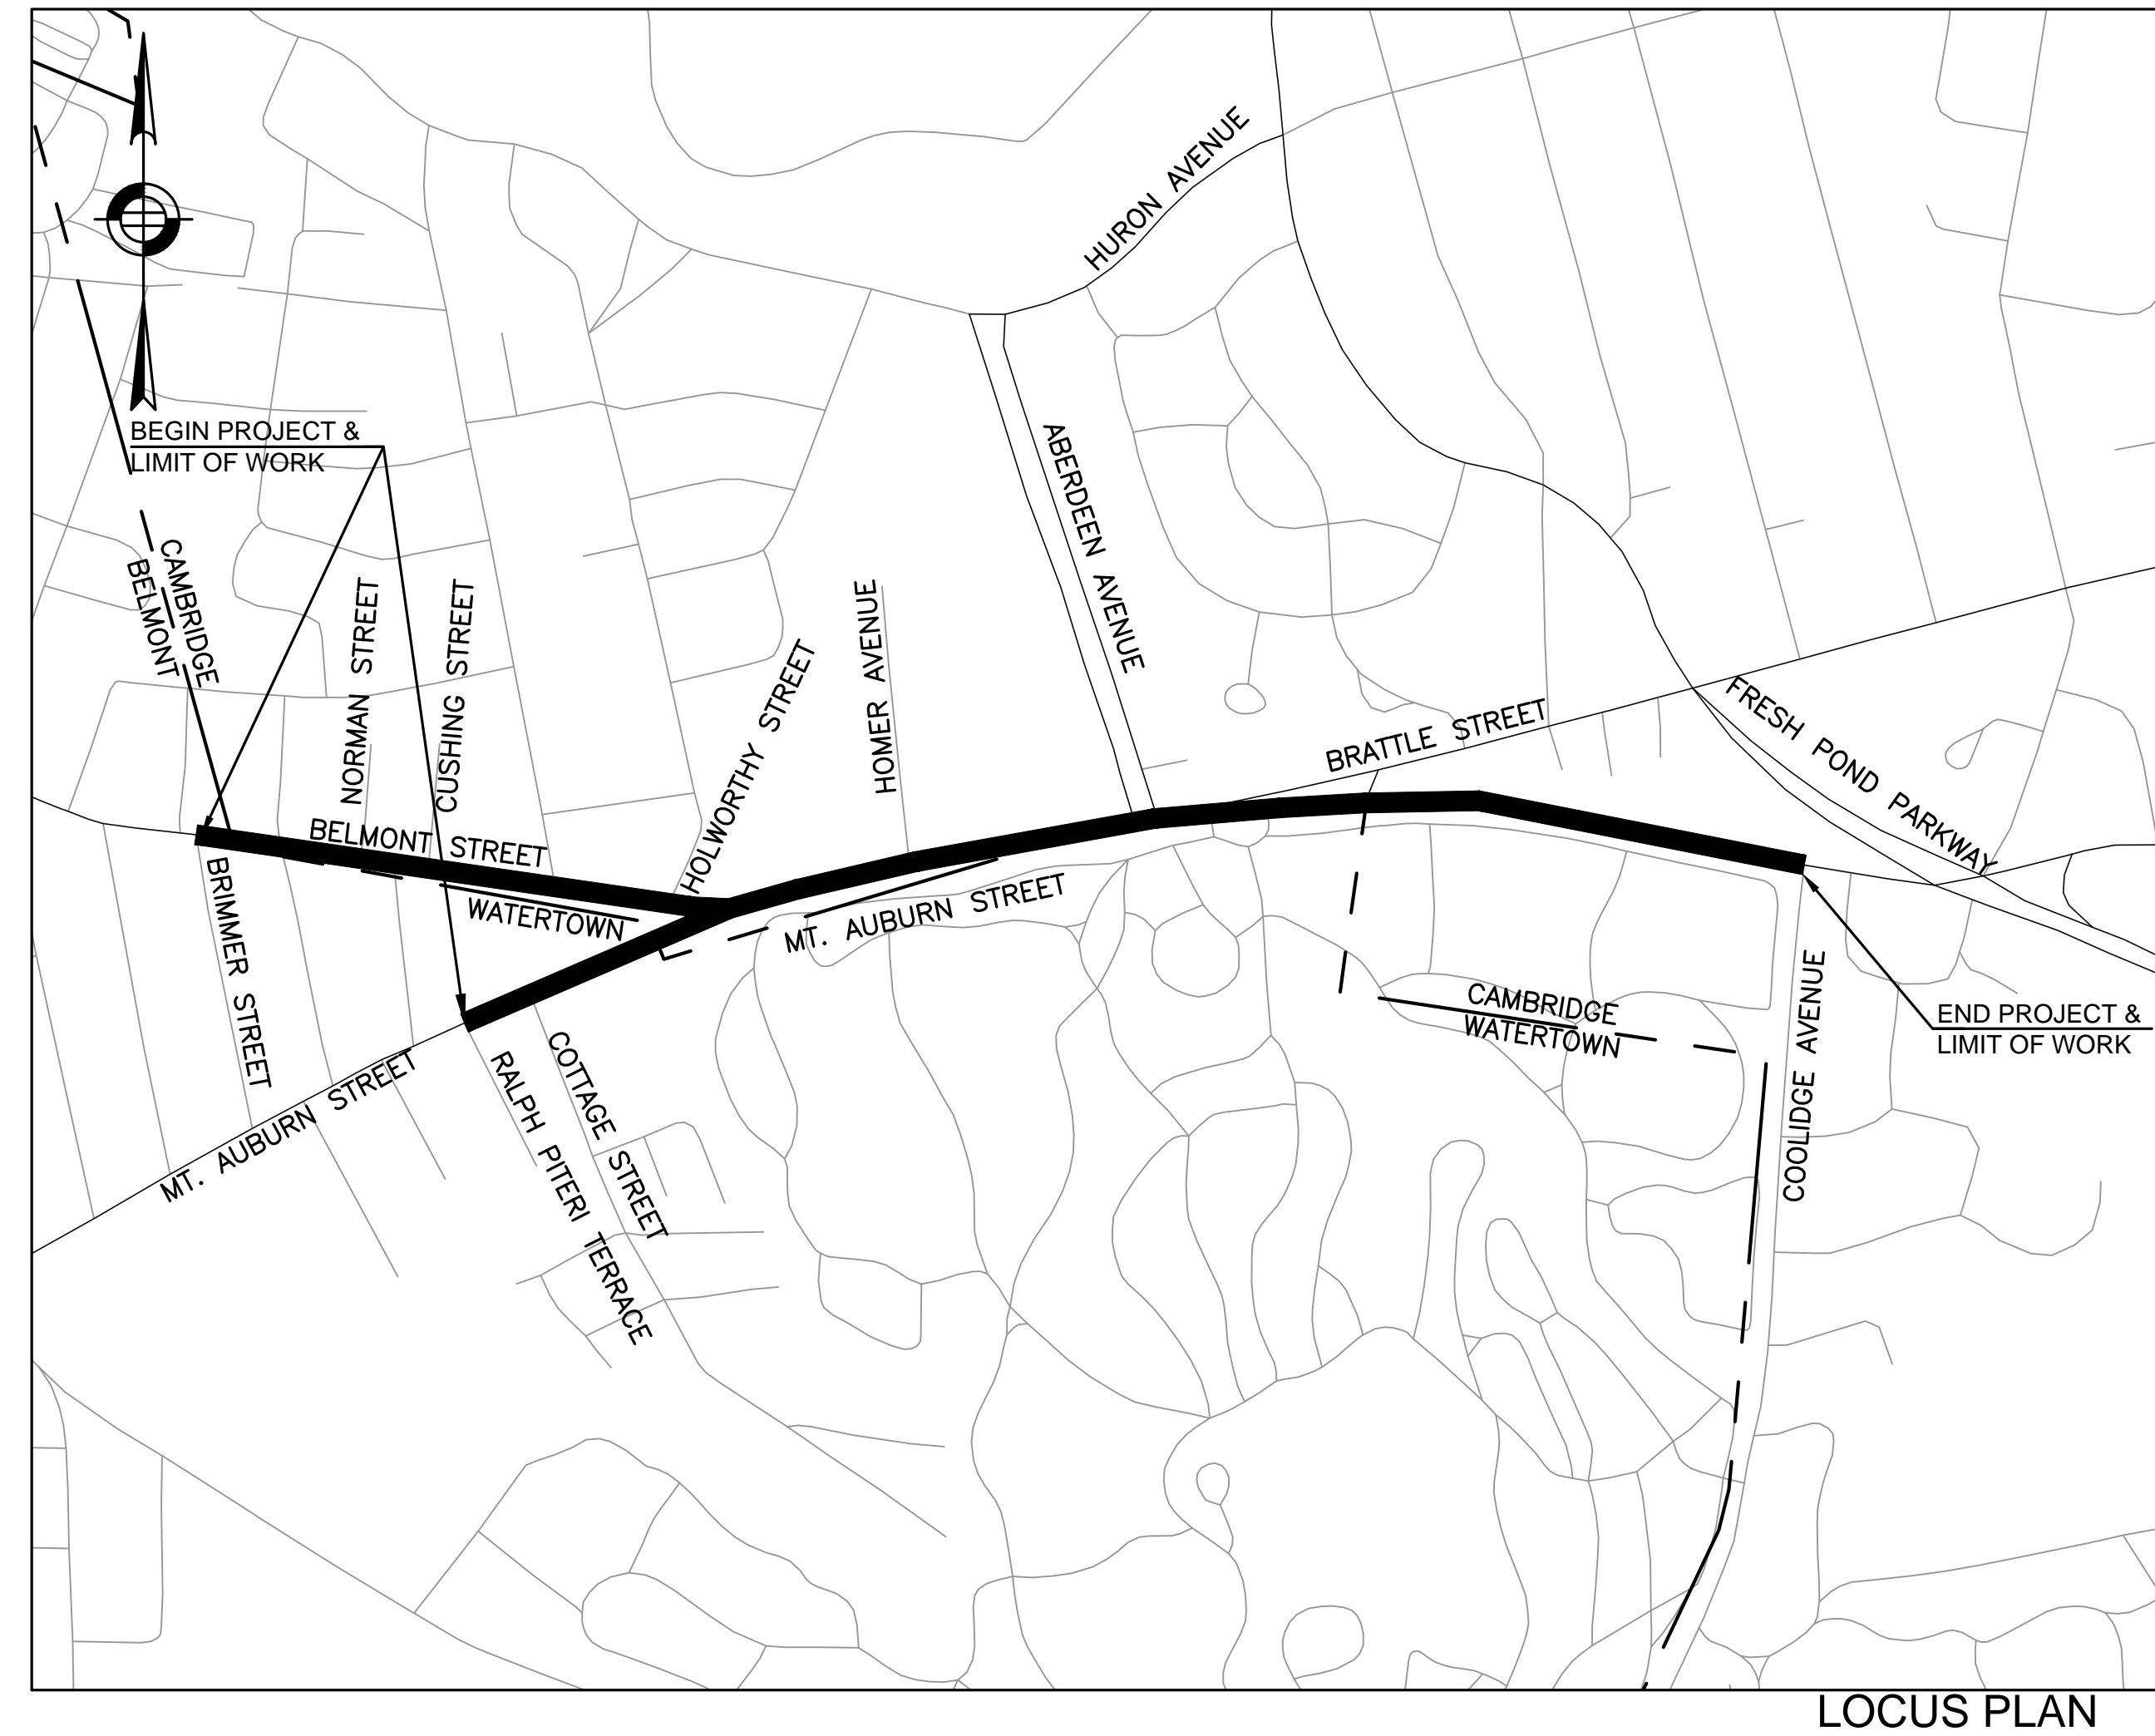 HURON AVENUE
BEGIN PROJECT &
LIMIT OF WORK
ABERDEEN AVENUE
CAMBRIDGE
BELMONT
NORMAN STREET
CUSHING STREET
HOLWORTHY STREET
HOMER AVENUE
BRATTLE STREET
FRESH POND PARKWAY
BELMONT STREET
WATERTOWN
MT. AUBURN STREET
BRIMMER STREET
MT. AUBURN STREET
RALPH PITERI TERRACE
COTTAGE STREET
CAMBRIDGE
WATERTOWN
COOLIDGE AVENUE
END PROJECT &
LIMIT OF WORK
LOCUS PLAN